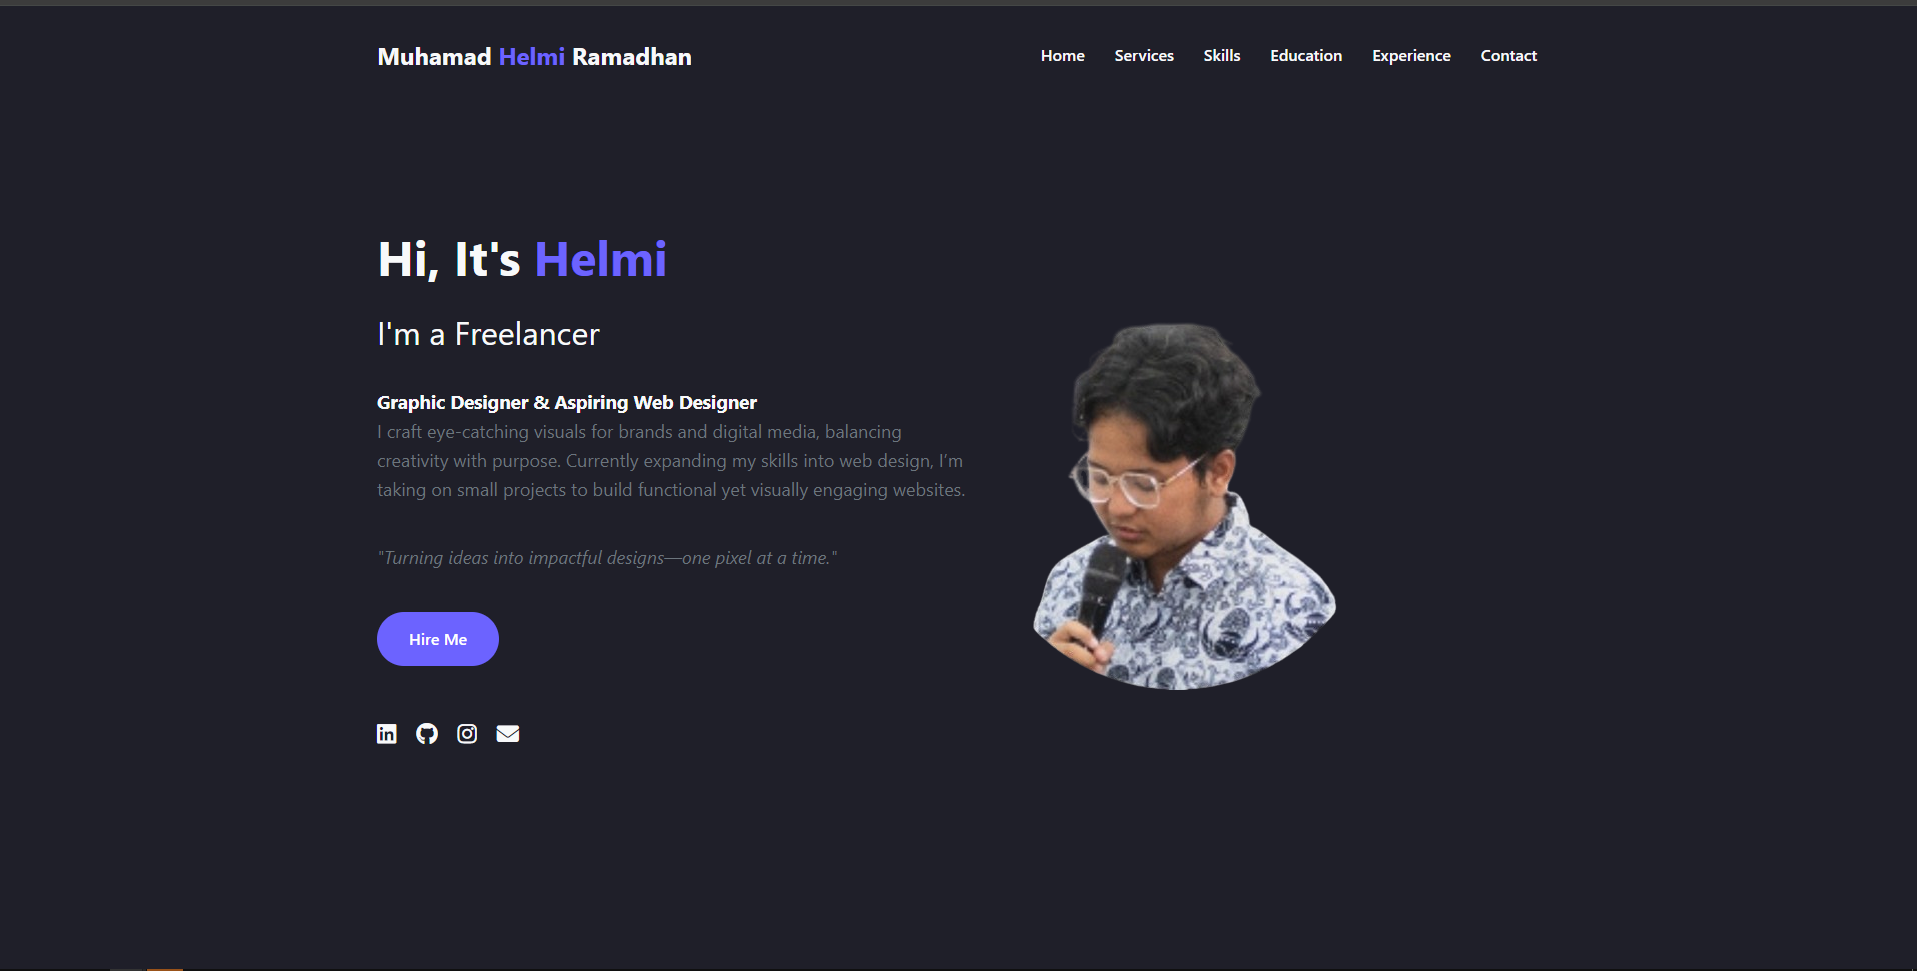 Muhamad Helmi Ramadhan
Home Services Skills Education Experience Contact
Hi, It's Helmi
I'm a Freelancer
Graphic Designer & Aspiring Web Designer
I craft eye-catching visuals for brands and digital media, balancing
creativity with purpose. Currently expanding my skills into web design, I’m
taking on small projects to build functional yet visually engaging websites.
"Turning ideas into impactful designs—one pixel at a time."
Hire Me